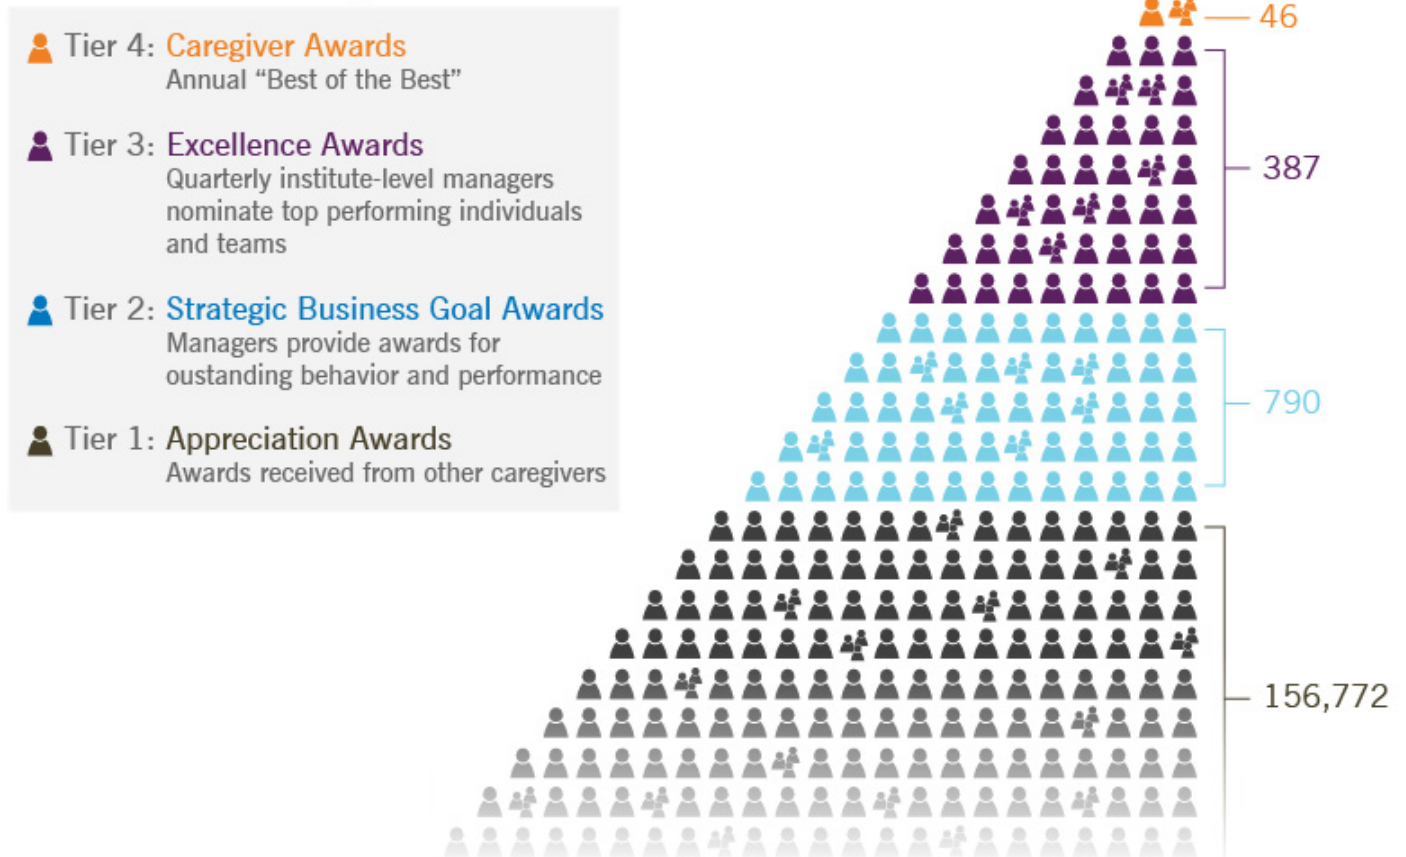 Tier 4: Caregiver Awards
Annual “Best of the Best”
Tier 3: Excellence Awards
Quarterly institute-level managers
nominate top performing individuals
and teams
Tier 2: Strategic Business Goal Awards
Managers provide awards for
oustanding behavior and performance
Tier 1: Appreciation Awards
Awards received from other caregivers
46
387
790
156,772